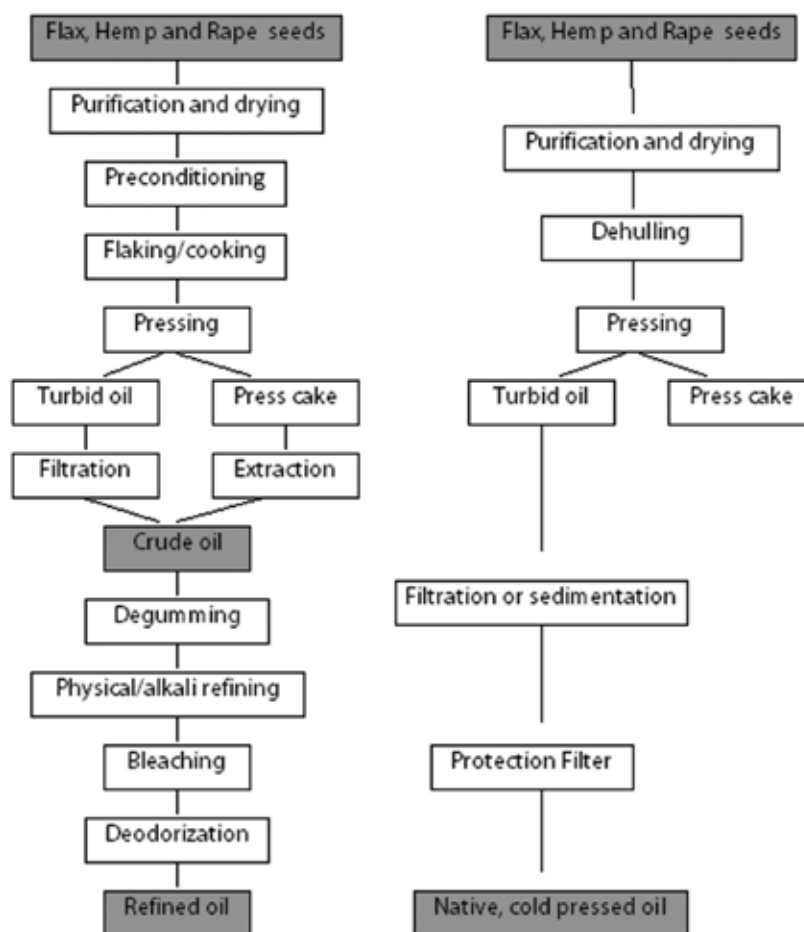 Flax, Hemp and Rape seeds
Purification and drying
Preconditioning
Flaking/cooking
Pressing
Turbid oil
Press cake
Filtration
Extraction
Crude oil
Degumming
Physical/alkali refining
Bleaching
Deodorization
Refined oil
Flax, Hemp and Rape seeds
Purification and drying
Dehulling
Pressing
Turbid oil
Press cake
Filtration or sedimentation
Protection Filter
Native, cold pressed oil